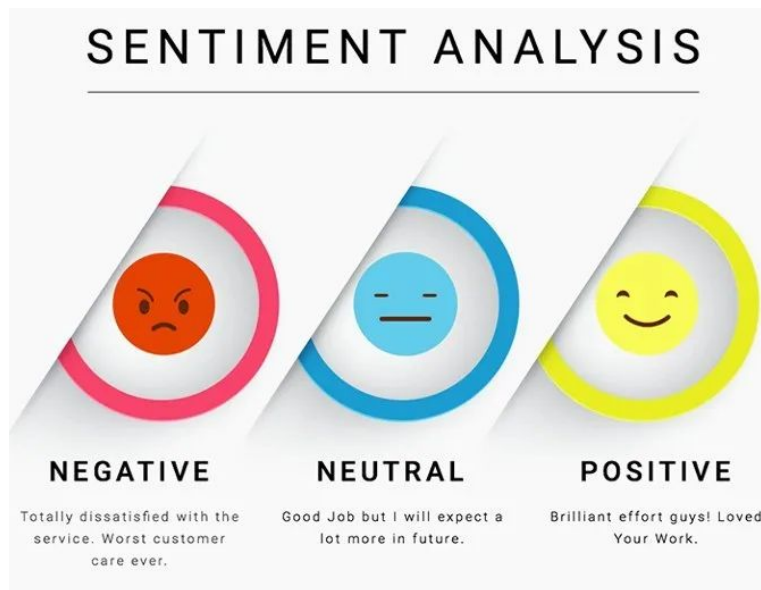 SENTIMENT ANALYSIS
NEGATIVE
Totally dissatisfied with the
service. Worst customer
care ever.
NEUTRAL
Good Job but I will expect a
lot more in future.
POSITIVE
Brilliant effort guys! Loved
Your Work.